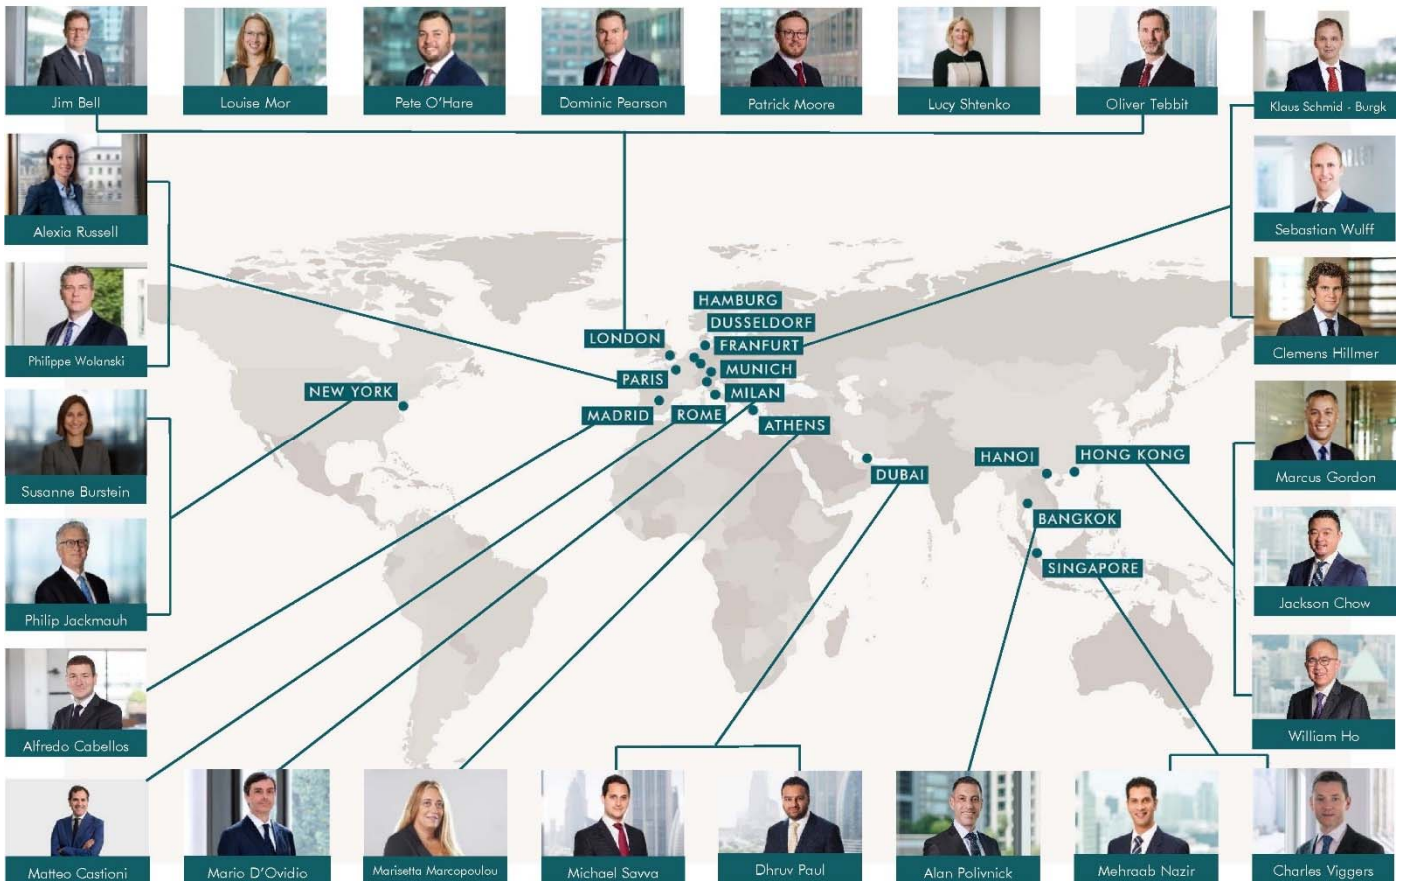 Jim Bell
Louise Mor
Pete O'Hare
Dominic Pearson
Patrick Moore
Lucy Shtenko
Oliver Tebbit
Klaus Schmid - Burgk
Alexia Russell
Sebastian Wulff
Philippe Wolanski
Clemens Hillmer
HAMBURG
DUSSELDORF
LONDON
FRANFURT
PARIS
MUNICH
NEW YORK
MILAN
MADRID
ROME
ATHENS
DUBAI
HANOI
HONG KONG
BANGKOK
SINGAPORE
Susanne Burstein
Marcus Gordon
Philip Jackmauh
Jackson Chow
Alfredo Cabellos
William Ho
Matteo Castioni
Mario D'Ovidio
Marisetta Marcopoulou
Michael Savva
Dhruv Paul
Alan Polivnick
Mehraab Nazir
Charles Viggers